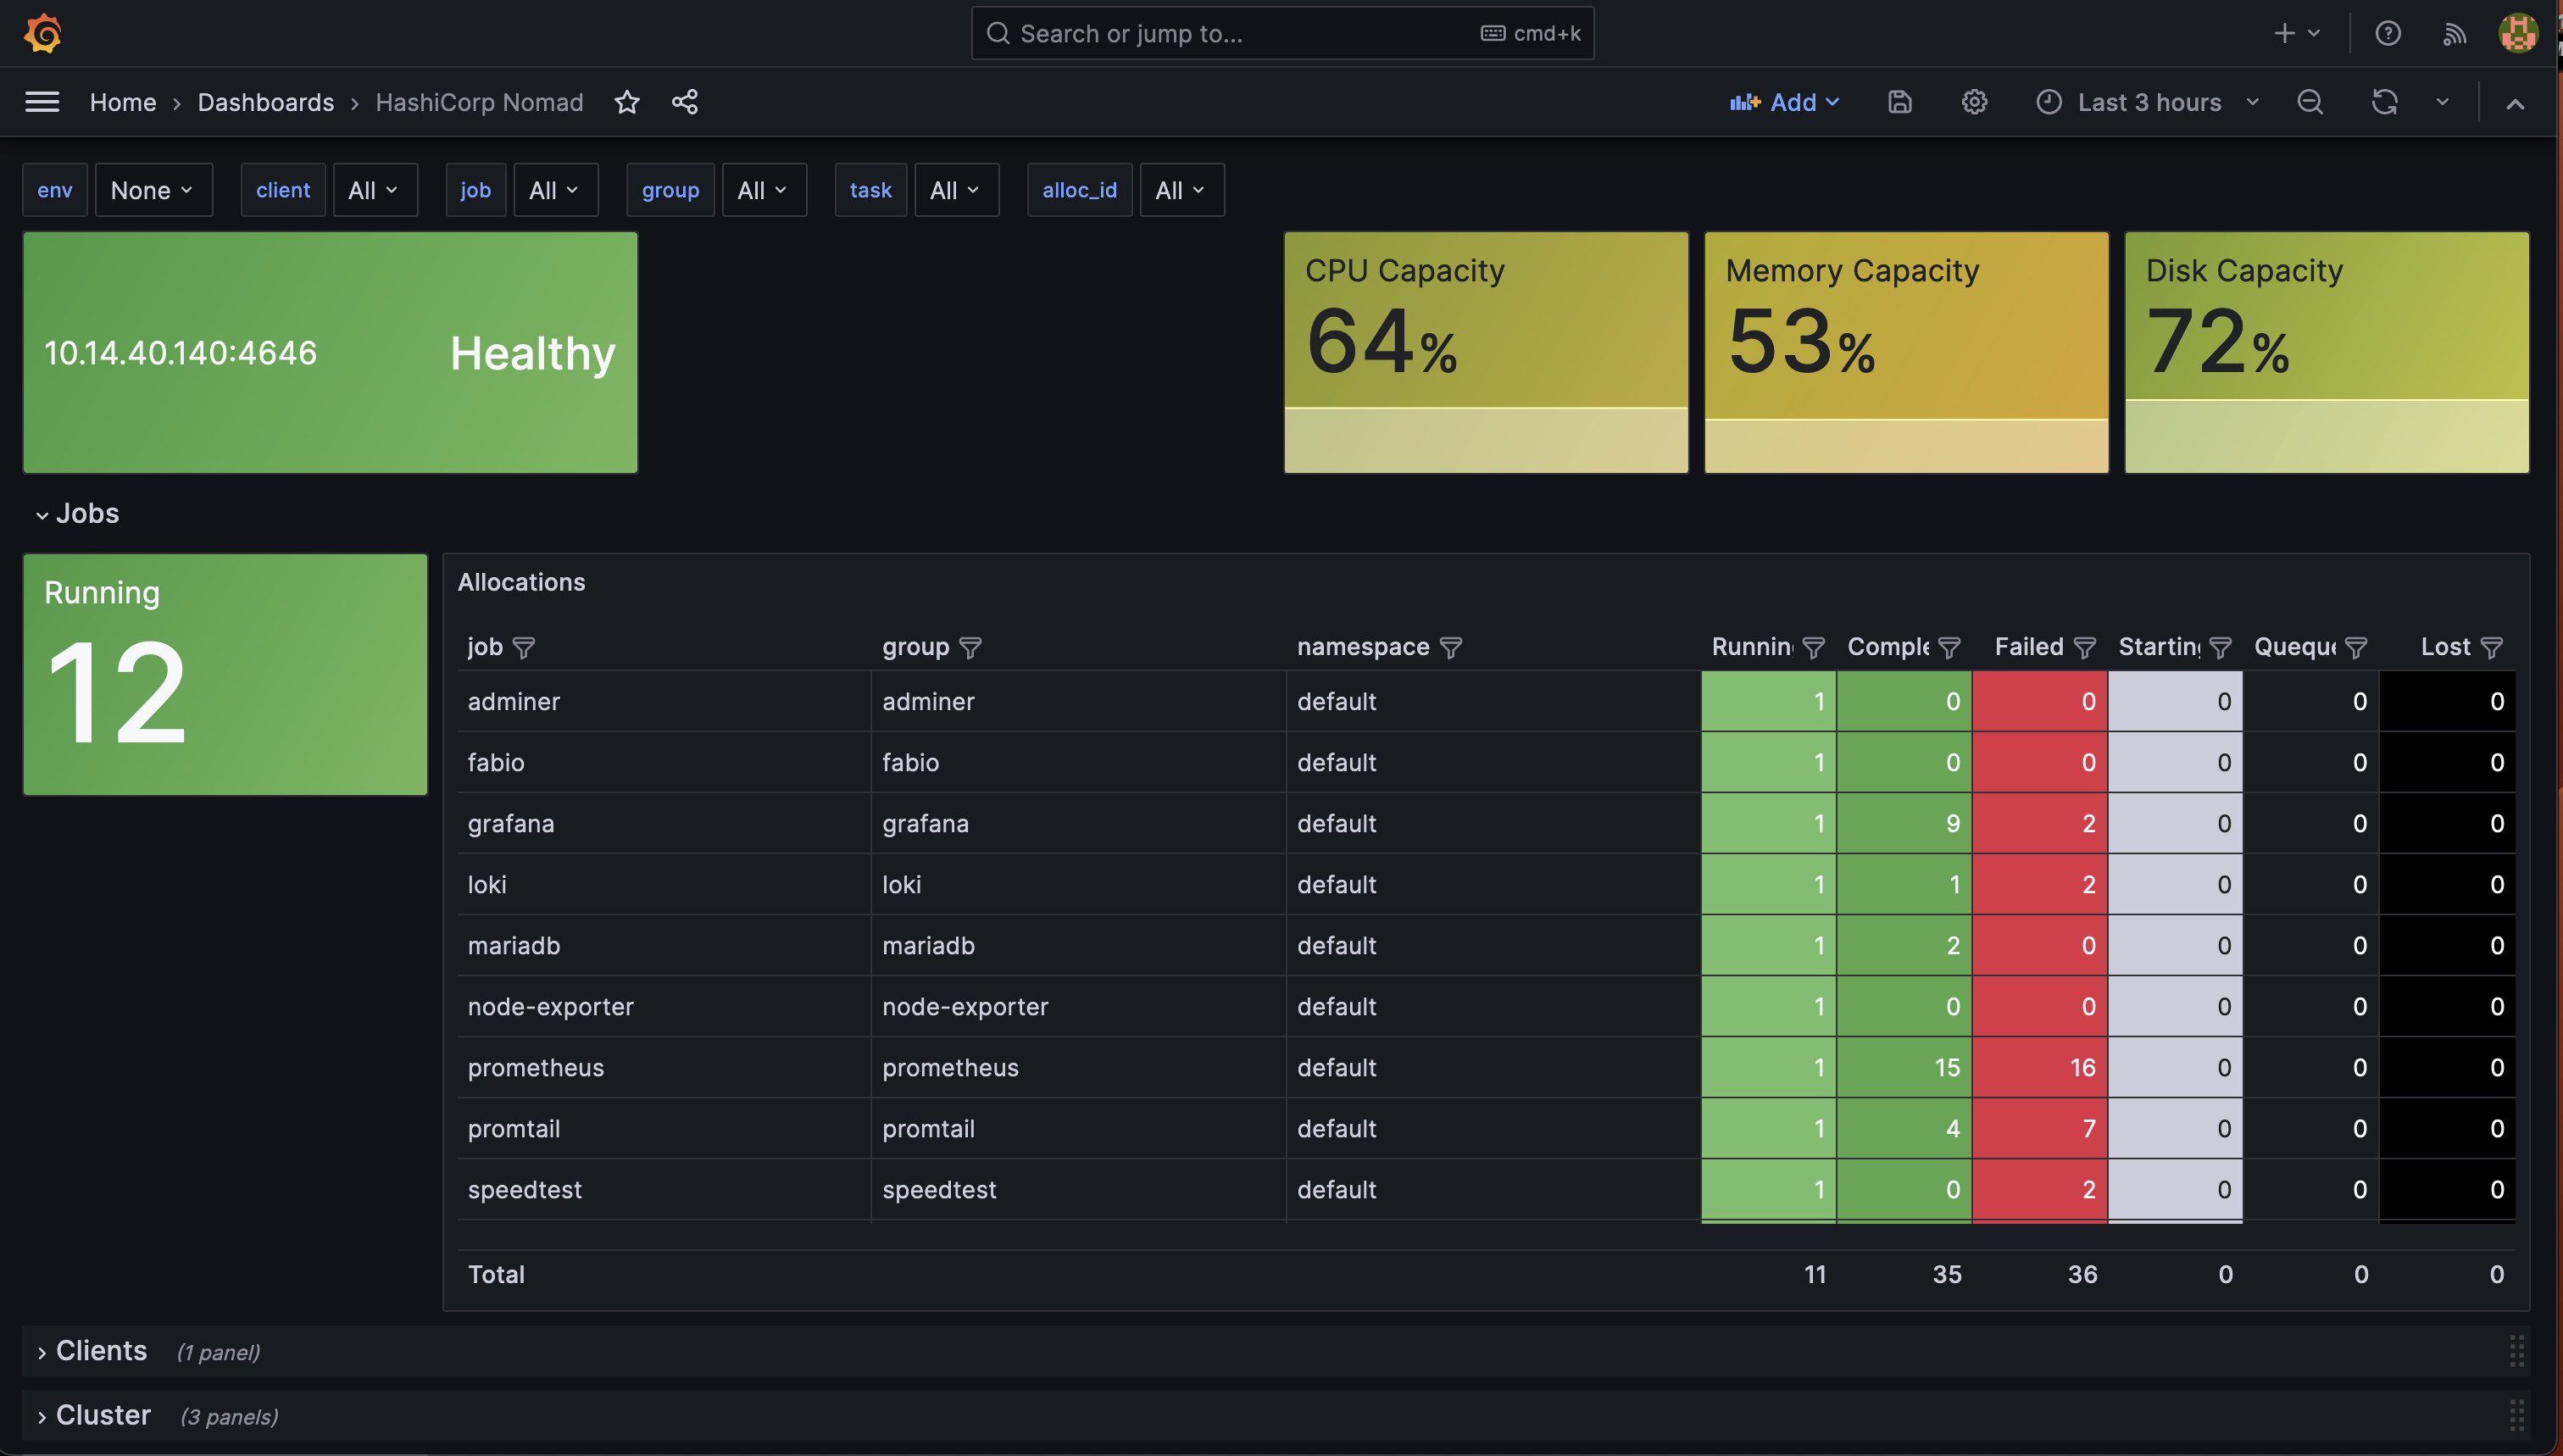 Search or jump to... cmd+k
Home › Dashboards › HashiCorp Nomad Add Last 3 hours
env None client All job All group All task All alloc_id All
10.14.40.140:4646 Healthy
CPU Capacity
64%
Memory Capacity
53%
Disk Capacity
72%
Jobs
Running
12
Allocations
job group namespace Runnin Comple Failed Starting Queque Lost
adminer adminer default 1 0 0 0 0 0
fabio fabio default 1 0 0 0 0 0
grafana grafana default 1 9 2 0 0 0
loki loki default 1 1 2 0 0 0
mariadb mariadb default 1 2 0 0 0 0
node-exporter node-exporter default 1 0 0 0 0 0
prometheus prometheus default 1 15 16 0 0 0
promtail promtail default 1 4 7 0 0 0
speedtest speedtest default 1 0 2 0 0 0
Total 11 35 36 0 0 0
Clients (1 panel)
Cluster (3 panels)